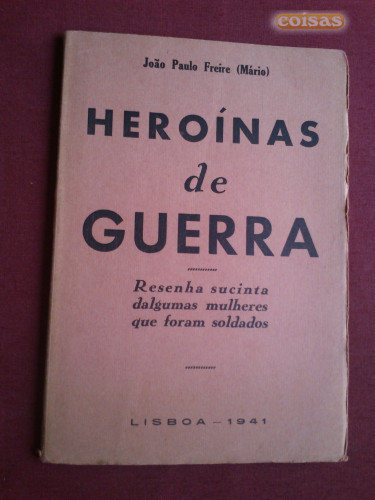 coisas
João Paulo Freire (Mário)
HEROÍNAS
de
GUERRA
Resenha sucinta
dalgumas mulheres
que foram soldados
LISBOA — 1941